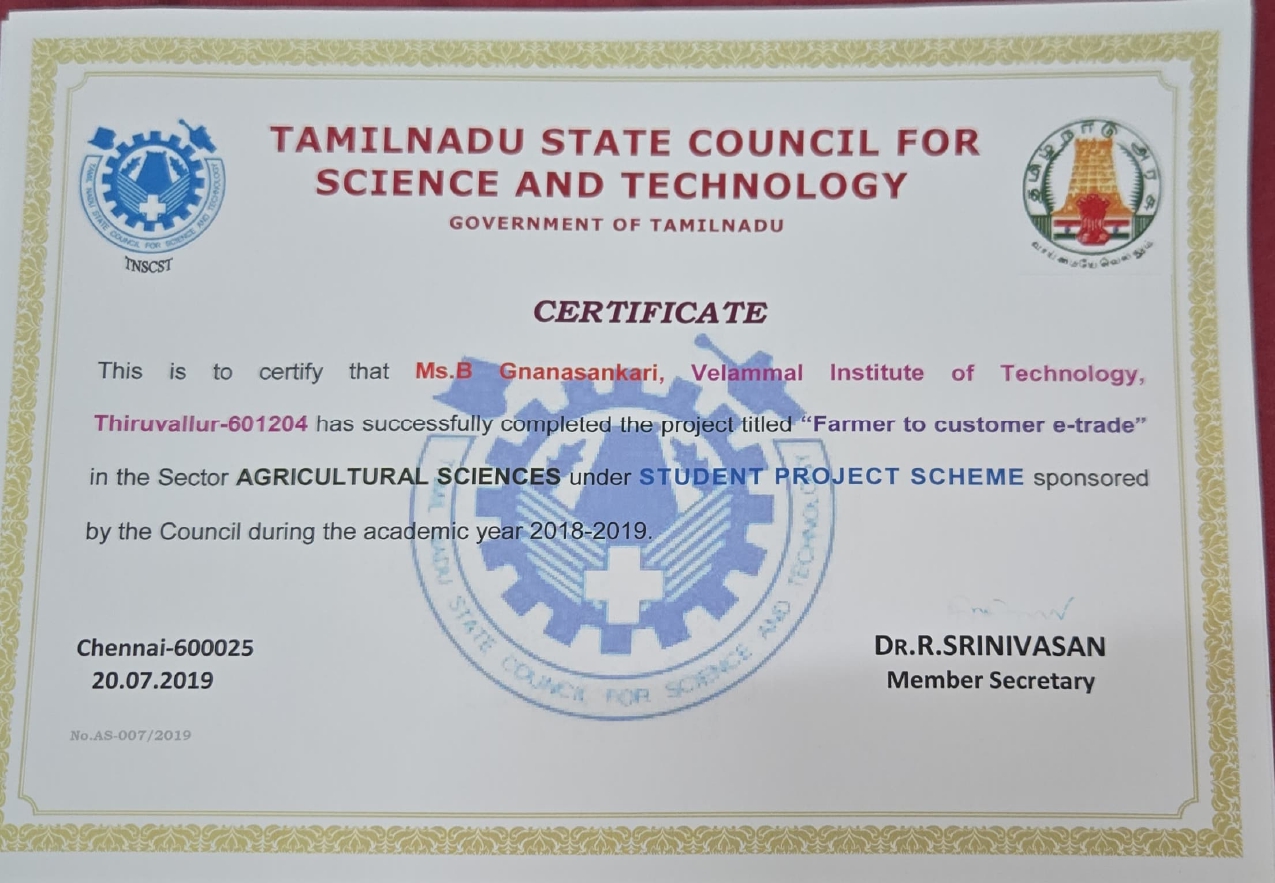 TAMILNADU STATE COUNCIL FOR
SCIENCE AND TECHNOLOGY
GOVERNMENT OF TAMILNADU
TAMIL NADU STATE COUNCIL FOR SCIENCE AND TECHNOLOGY
TNSCST
தமிழ்நாடு அரசு
வாய்மையே வெல்லும்
CERTIFICATE
This is to certify that Ms.B Gnanasankari, Velammal Institute of Technology,
Thiruvallur-601204 has successfully completed the project titled “Farmer to customer e-trade”
in the Sector AGRICULTURAL SCIENCES under STUDENT PROJECT SCHEME sponsored
by the Council during the academic year 2018-2019.
TAMIL NADU STATE COUNCIL FOR SCIENCE AND TECHNOLOGY
Chennai-600025
20.07.2019
DR.R.SRINIVASAN
Member Secretary
No.AS-007/2019